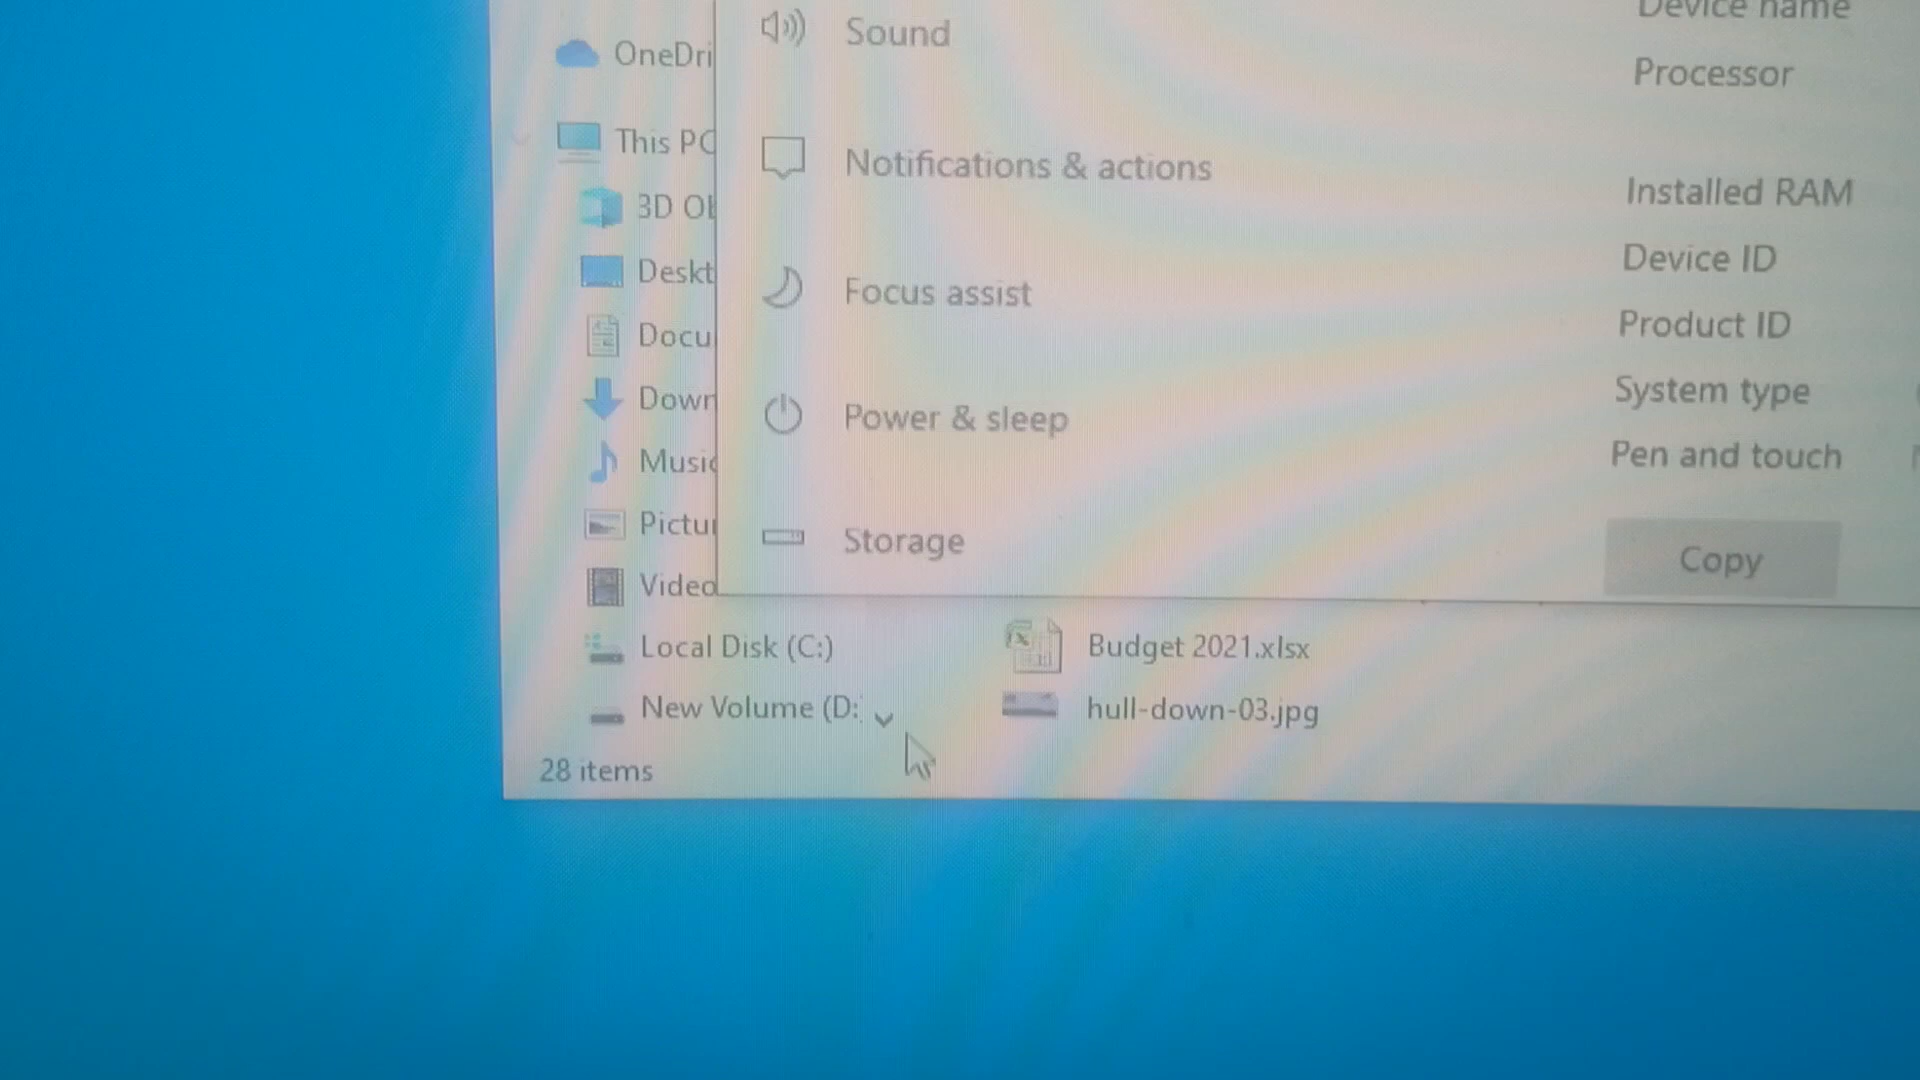 OneDri
This PC
3D Ob
Deskt
Docu
Down
Music
Pictur
Video
Local Disk (C:)
New Volume (D:
28 items
Sound
Notifications & actions
Focus assist
Power & sleep
Storage
Device name
Processor
Installed RAM
Device ID
Product ID
System type
Pen and touch
Copy
Budget 2021.xlsx
hull-down-03.jpg